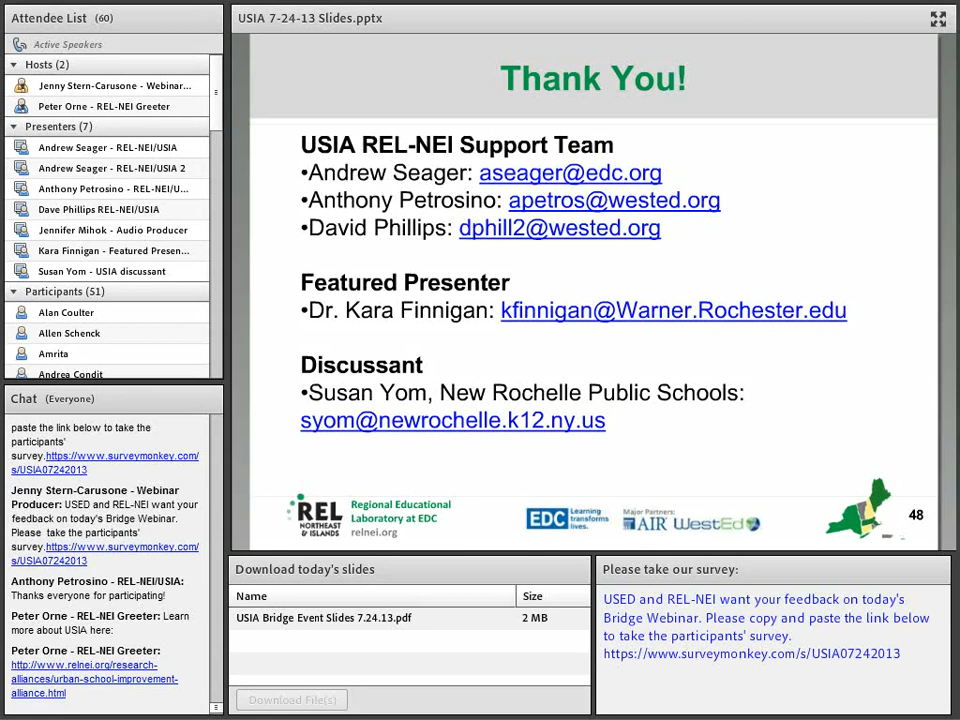 Attendee List (60)
Active Speakers
Hosts (2)
Jenny Stern-Carusone - Webinar...
Peter Orne - REL-NEI Greeter
Presenters (7)
Andrew Seager - REL-NEI/USIA
Andrew Seager - REL-NEI/USIA 2
Anthony Petrosino - REL-NEI/U...
Dave Phillips REL-NEI/USIA
Jennifer Mihok - Audio Producer
Kara Finnigan - Featured Presen...
Susan Yom - USIA discussant
Participants (51)
Alan Coulter
Allen Schenck
Amrita
Andrea Condit
Chat (Everyone)
paste the link below to take the
participants'
survey.https://www.surveymonkey.com/
s/USIA07242013
Jenny Stern-Carusone - Webinar
Producer: USED and REL-NEI want your
feedback on today's Bridge Webinar.
Please take the participants'
survey.https://www.surveymonkey.com/
s/USIA07242013
Anthony Petrosino - REL-NEI/USIA:
Thanks everyone for participating!
Peter Orne - REL-NEI Greeter: Learn
more about USIA here:
Peter Orne - REL-NEI Greeter:
http://www.relnei.org/research-
alliances/urban-school-improvement-
alliance.html
USIA 7-24-13 Slides.pptx
Thank You!
USIA REL-NEI Support Team
•Andrew Seager: aseager@edc.org
•Anthony Petrosino: apetros@wested.org
•David Phillips: dphill2@wested.org
Featured Presenter
•Dr. Kara Finnigan: kfinnigan@Warner.Rochester.edu
Discussant
•Susan Yom, New Rochelle Public Schools:
syom@newrochelle.k12.ny.us
REL
NORTHEAST
& ISLANDS
Regional Educational
Laboratory at EDC
relnei.org
EDC Learning
transforms
lives.
Major Partners:
AIR WestEd
48
Download today's slides
Name Size
USIA Bridge Event Slides 7.24.13.pdf 2 MB
Download File(s)
Please take our survey:
USED and REL-NEI want your feedback on today's
Bridge Webinar. Please copy and paste the link below
to take the participants' survey.
https://www.surveymonkey.com/s/USIA07242013